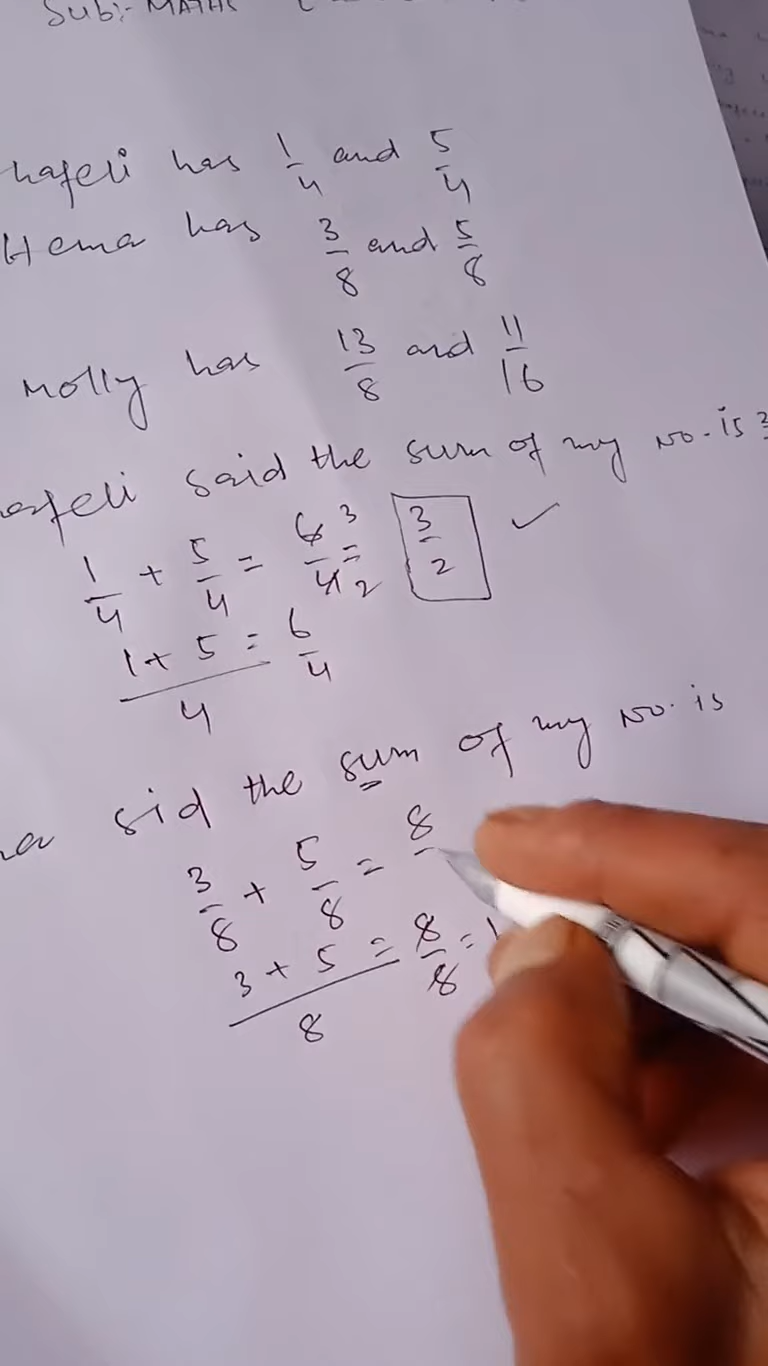 Sub:- MATHS
hafeli has 1/4 and 5/4
Hema has 3/8 and 5/8
Molly has 13/8 and 11/16
said the sum of my No. is
1/4 + 5/4 = 6/4 = 3/2 3/2 ✓
1+5/4 = 6/4
sid the sum of my No. is
3/8 + 5/8 = 8
3+5/8 = 8/8 = 1